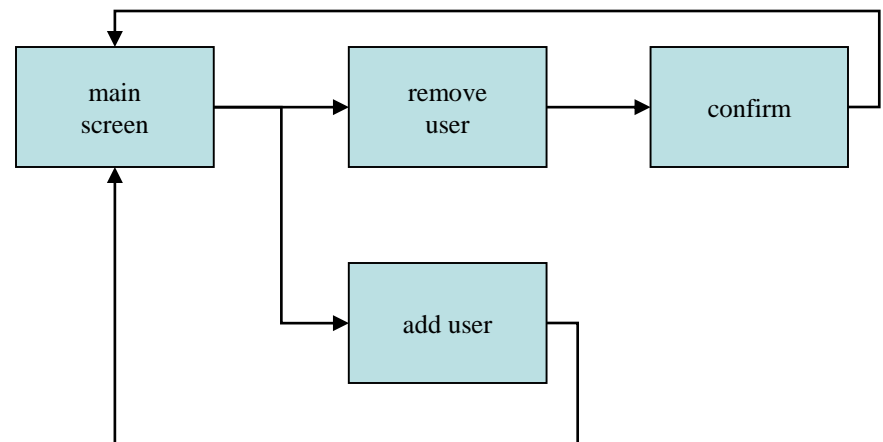 main
screen
remove
user
confirm
add user